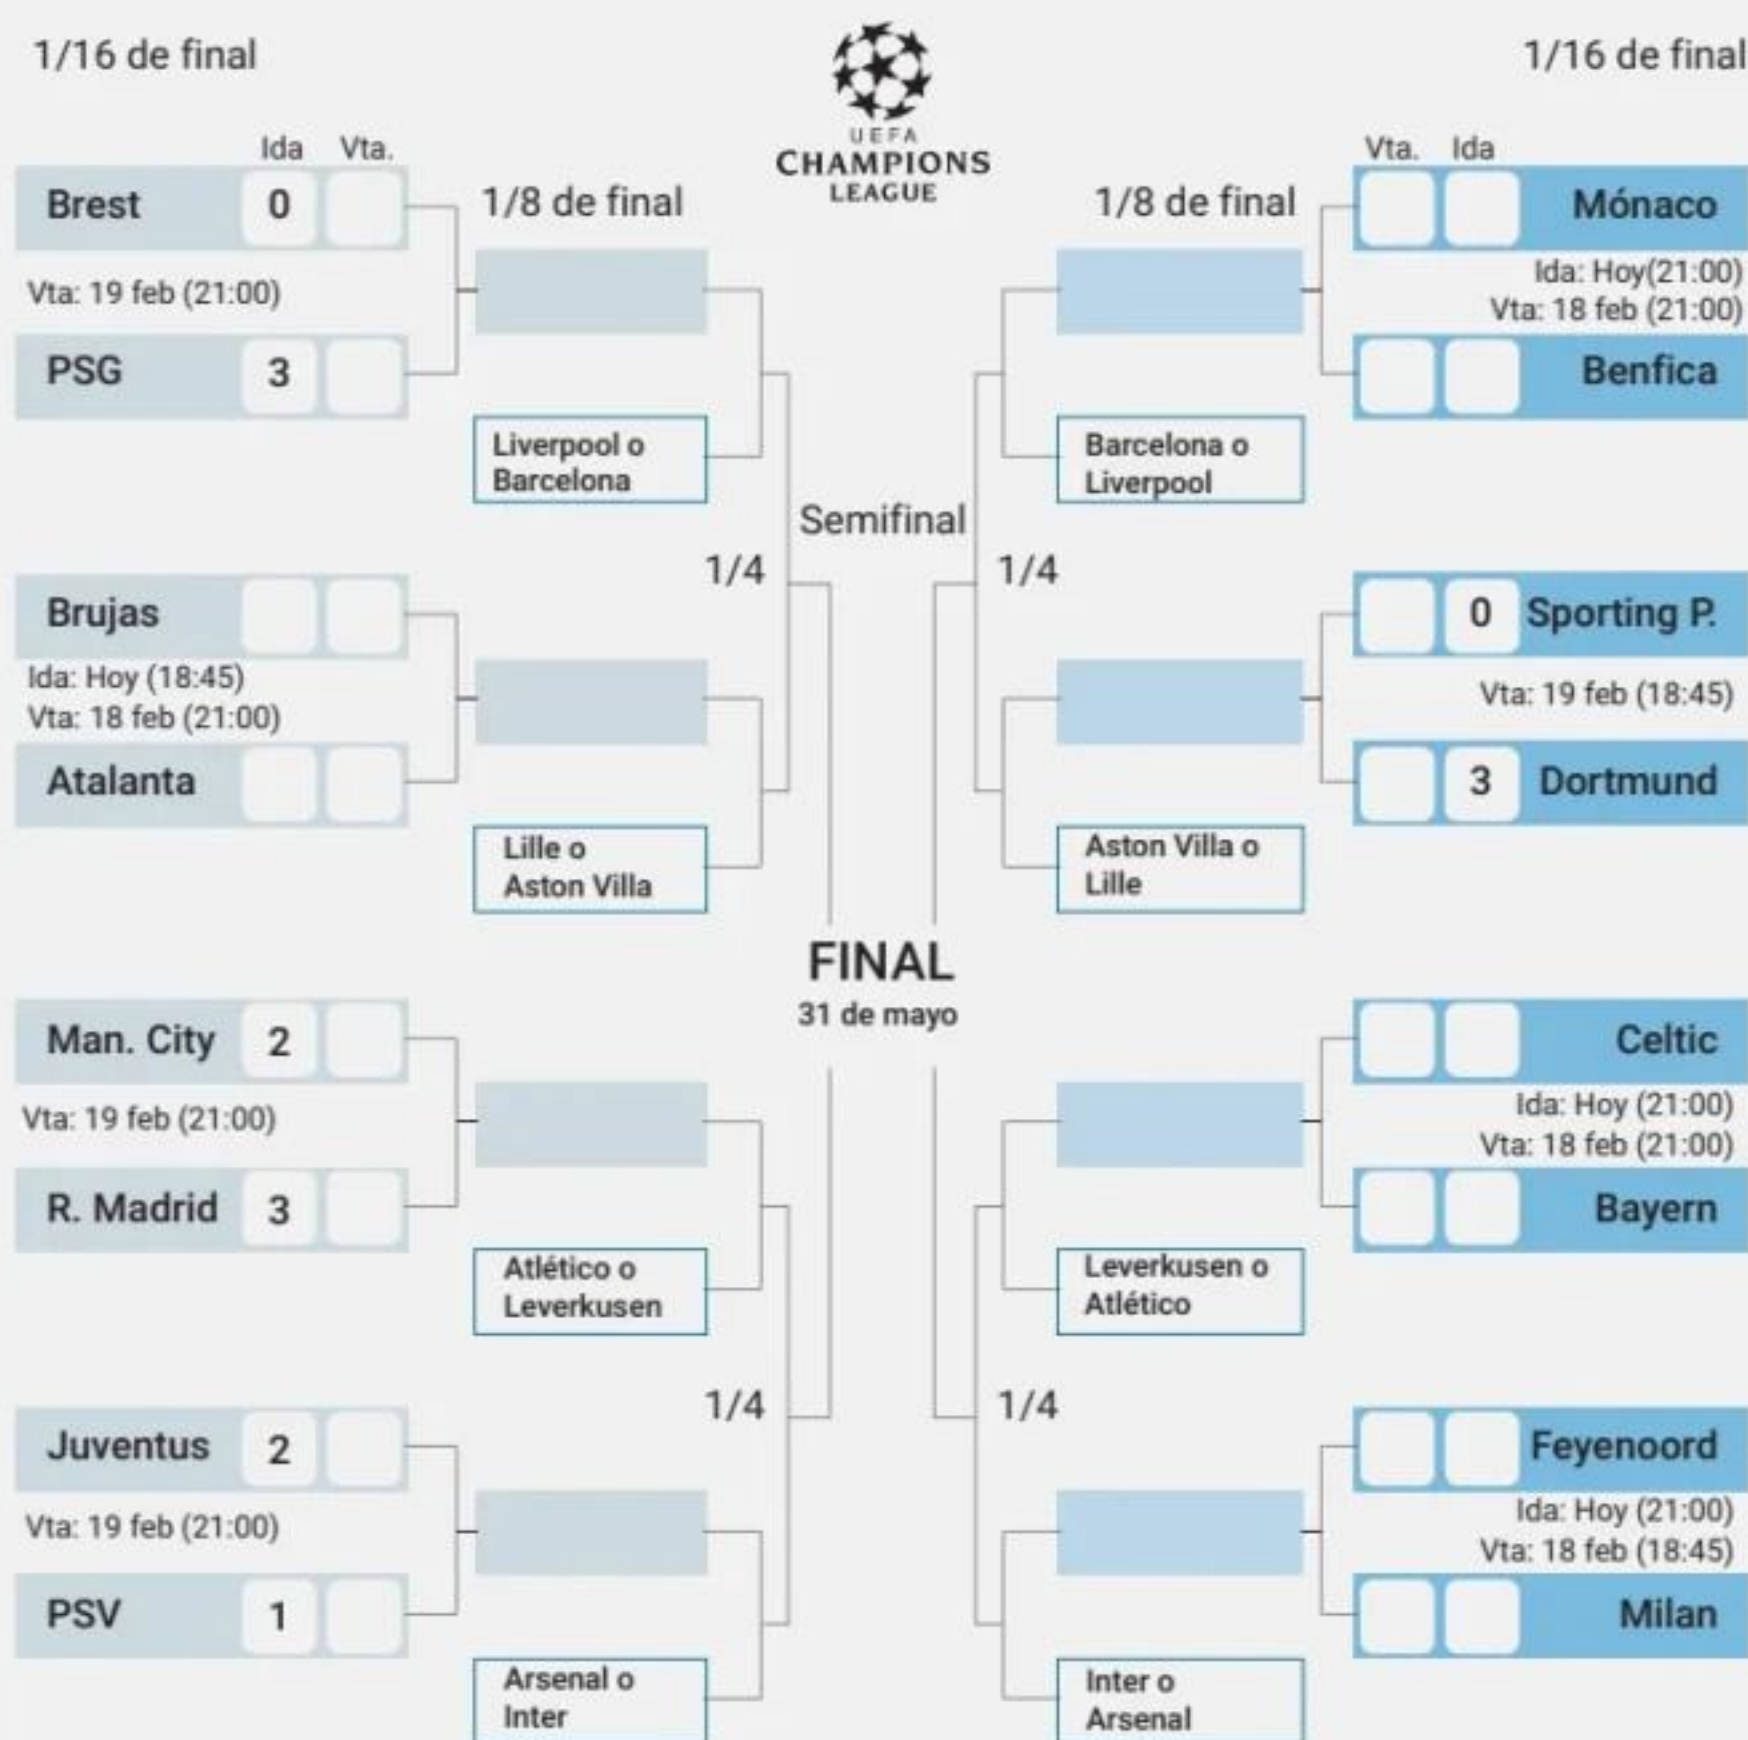 1/16 de final
1/16 de final
UEFA
CHAMPIONS
LEAGUE
Ida Vta.
Vta. Ida
Brest 0
1/8 de final
1/8 de final
Mónaco
Vta: 19 feb (21:00)
Ida: Hoy(21:00)
Vta: 18 feb (21:00)
PSG 3
Benfica
Liverpool o
Barcelona
Barcelona o
Liverpool
Semifinal
1/4
1/4
Brujas
0 Sporting P.
Ida: Hoy (18:45)
Vta: 18 feb (21:00)
Vta: 19 feb (18:45)
Atalanta
3 Dortmund
Lille o
Aston Villa
Aston Villa o
Lille
FINAL
31 de mayo
Man. City 2
Celtic
Vta: 19 feb (21:00)
Ida: Hoy (21:00)
Vta: 18 feb (21:00)
R. Madrid 3
Bayern
Atlético o
Leverkusen
Leverkusen o
Atlético
1/4
1/4
Juventus 2
Feyenoord
Vta: 19 feb (21:00)
Ida: Hoy (21:00)
Vta: 18 feb (18:45)
PSV 1
Milan
Arsenal o
Inter
Inter o
Arsenal